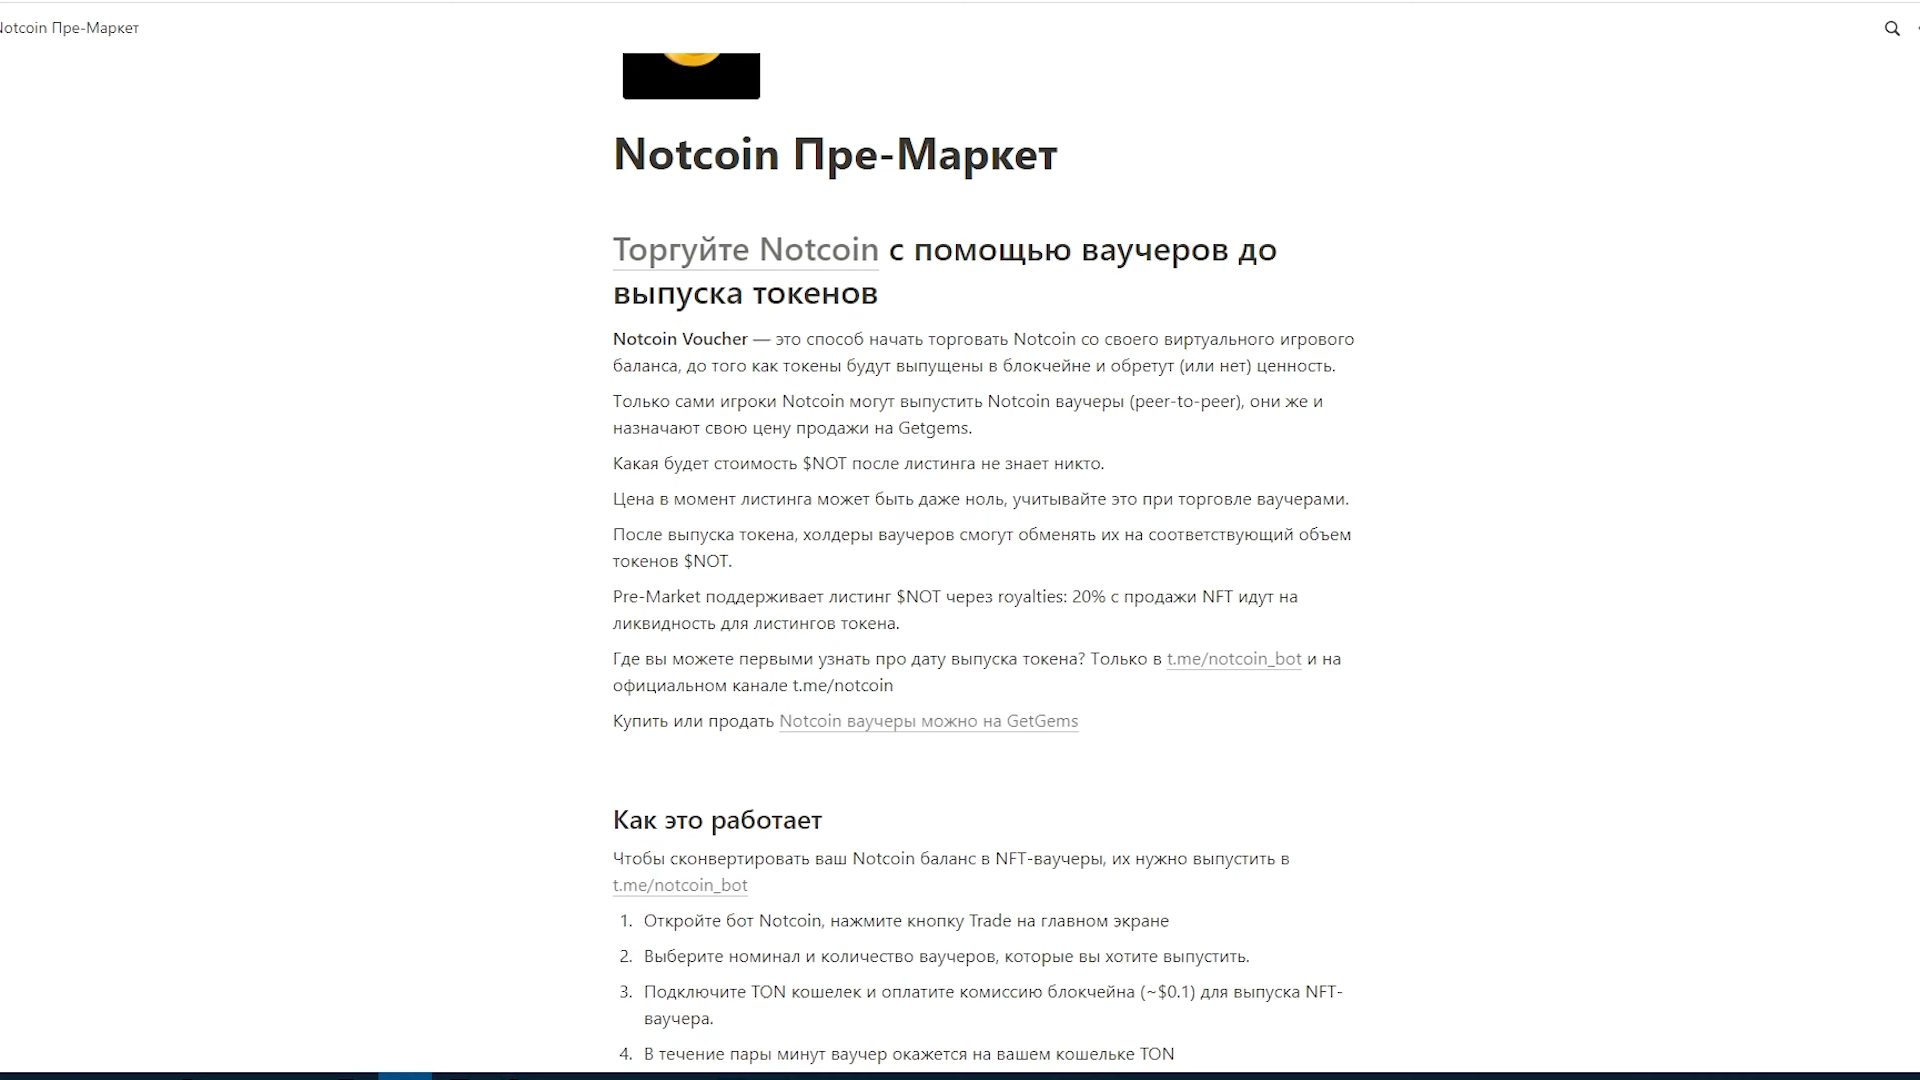 Notcoin Пре-Маркет
Notcoin Пре-Маркет
Торгуйте Notcoin с помощью ваучеров до
выпуска токенов
Notcoin Voucher — это способ начать торговать Notcoin со своего виртуального игрового
баланса, до того как токены будут выпущены в блокчейне и обретут (или нет) ценность.
Только сами игроки Notcoin могут выпустить Notcoin ваучеры (peer-to-peer), они же и
назначают свою цену продажи на Getgems.
Какая будет стоимость $NOT после листинга не знает никто.
Цена в момент листинга может быть даже ноль, учитывайте это при торговле ваучерами.
После выпуска токена, холдеры ваучеров смогут обменять их на соответствующий объем
токенов $NOT.
Pre-Market поддерживает листинг $NOT через royalties: 20% с продажи NFT идут на
ликвидность для листингов токена.
Где вы можете первыми узнать про дату выпуска токена? Только в t.me/notcoin_bot и на
официальном канале t.me/notcoin
Купить или продать Notcoin ваучеры можно на GetGems
Как это работает
Чтобы сконвертировать ваш Notcoin баланс в NFT-ваучеры, их нужно выпустить в
t.me/notcoin_bot
1. Откройте бот Notcoin, нажмите кнопку Trade на главном экране
2. Выберите номинал и количество ваучеров, которые вы хотите выпустить.
3. Подключите TON кошелек и оплатите комиссию блокчейна (~$0.1) для выпуска NFT-
ваучера.
4. В течение пары минут ваучер окажется на вашем кошельке TON